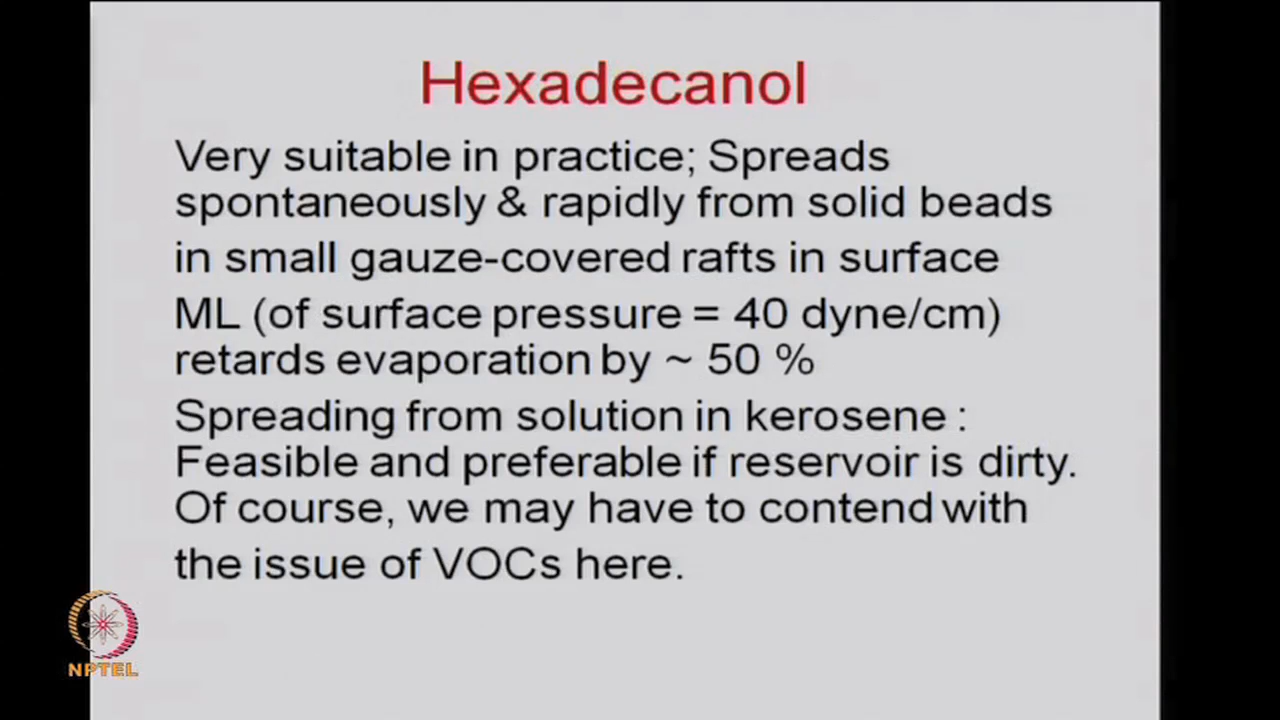 Hexadecanol
Very suitable in practice; Spreads
spontaneously & rapidly from solid beads
in small gauze-covered rafts in surface
ML (of surface pressure = 40 dyne/cm)
retards evaporation by ~ 50 %
Spreading from solution in kerosene :
Feasible and preferable if reservoir is dirty.
Of course, we may have to contend with
the issue of VOCs here.
NPTEL